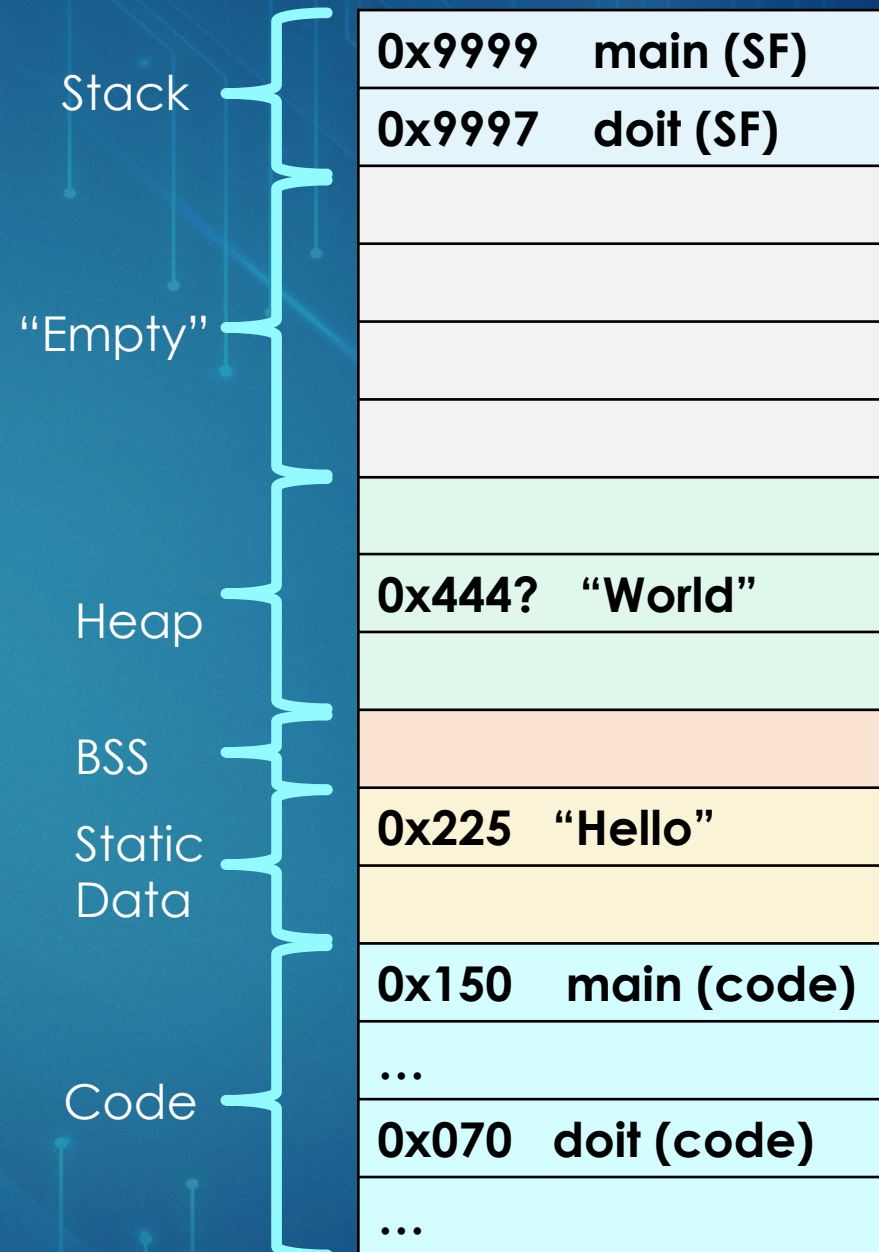 Stack
0x9999 main (SF)
0x9997 doit (SF)
“Empty”
Heap
0x444? “World”
BSS
Static
Data
0x225 “Hello”
Code
0x150 main (code)
…
0x070 doit (code)
…